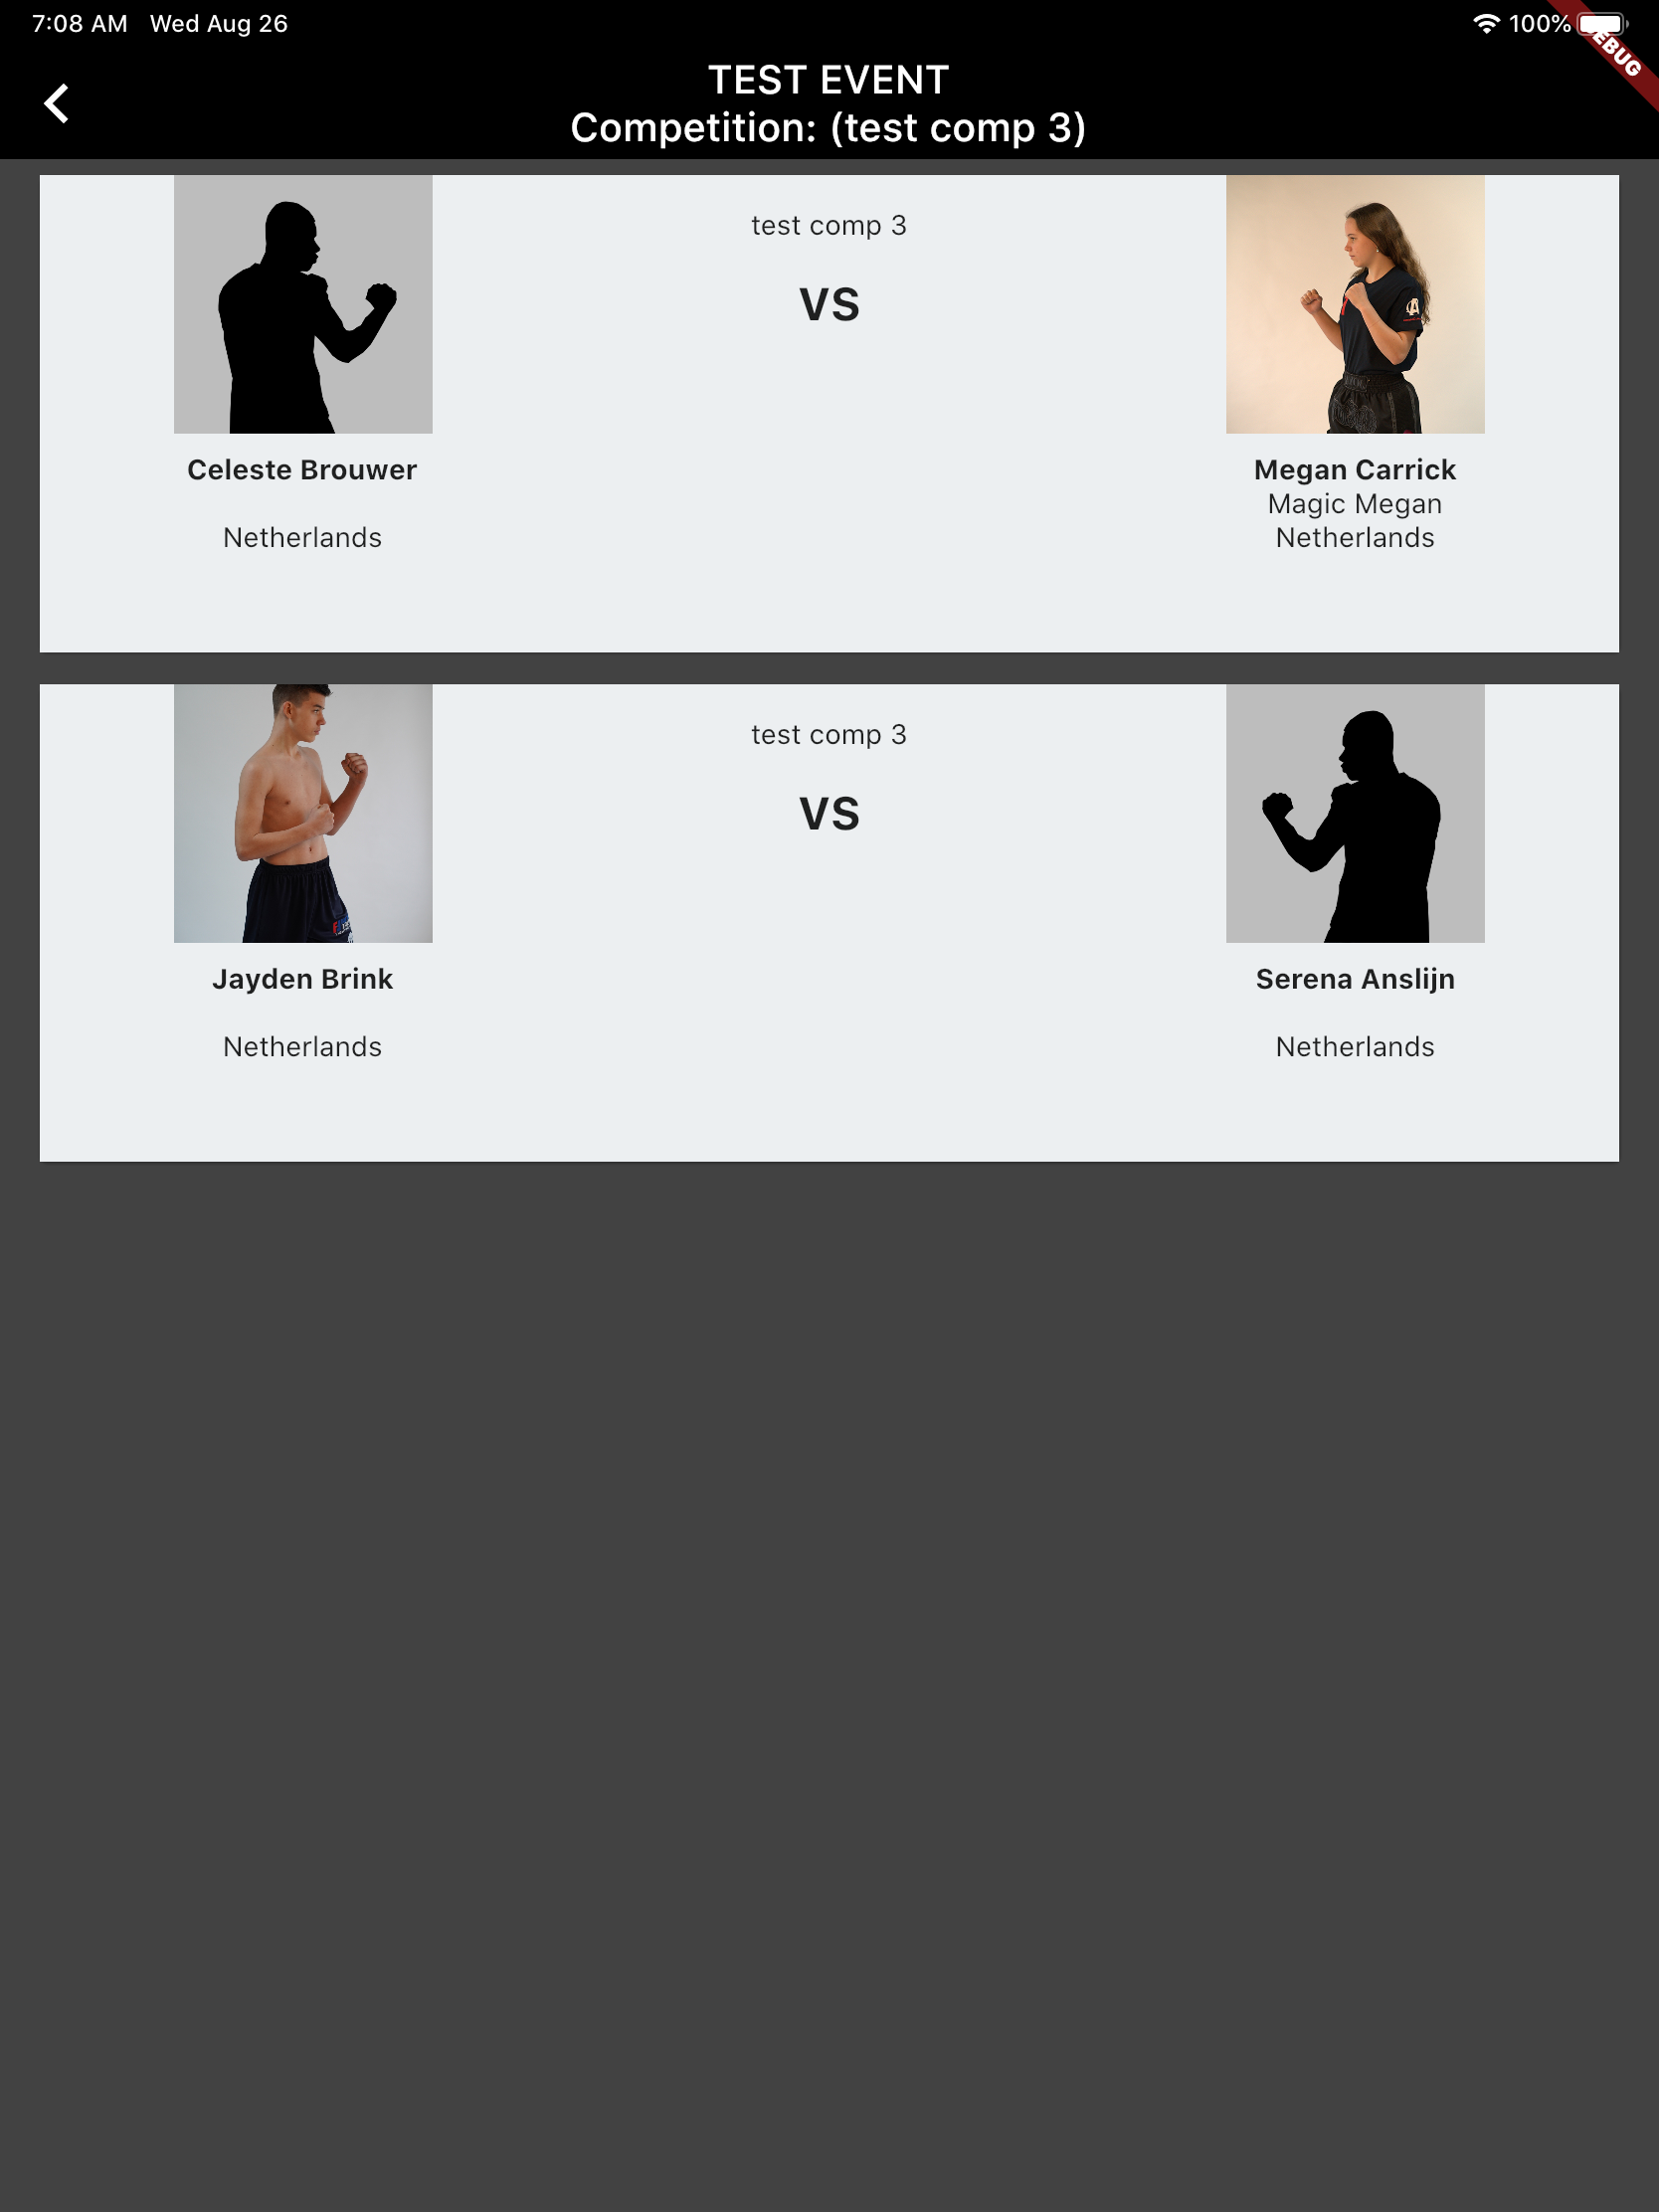 7:08 AM Wed Aug 26
100%
EBUG
TEST EVENT
Competition: (test comp 3)
test comp 3
VS
Celeste Brouwer
Netherlands
Megan Carrick
Magic Megan
Netherlands
test comp 3
VS
Jayden Brink
Netherlands
Serena Anslijn
Netherlands